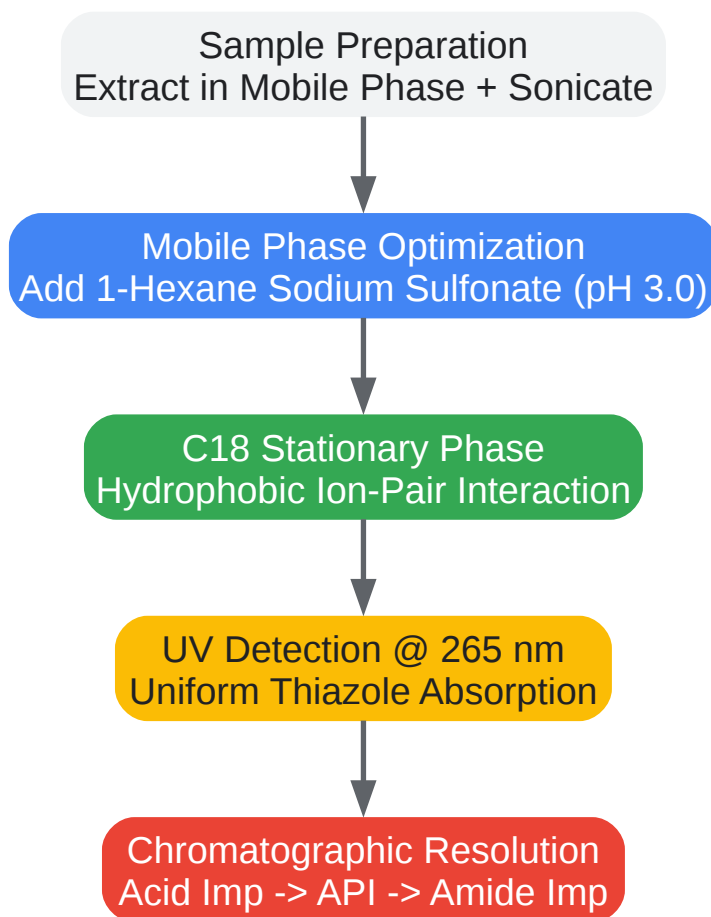 Sample Preparation
Extract in Mobile Phase + Sonicate
Mobile Phase Optimization
Add 1-Hexane Sodium Sulfonate (pH 3.0)
C18 Stationary Phase
Hydrophobic Ion-Pair Interaction
UV Detection @ 265 nm
Uniform Thiazole Absorption
Chromatographic Resolution
Acid Imp -> API -> Amide Imp